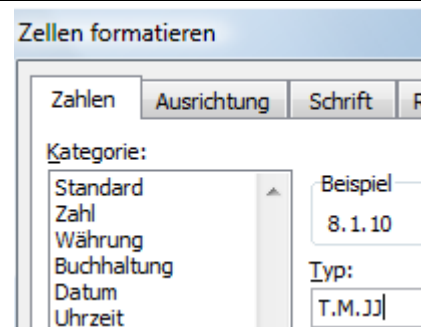 Zellen formatieren
Zahlen Ausrichtung Schrift
Kategorie:
Standard
Zahl
Währung
Buchhaltung
Datum
Uhrzeit
Beispiel
8.1.10
Typ:
T.M.JJ